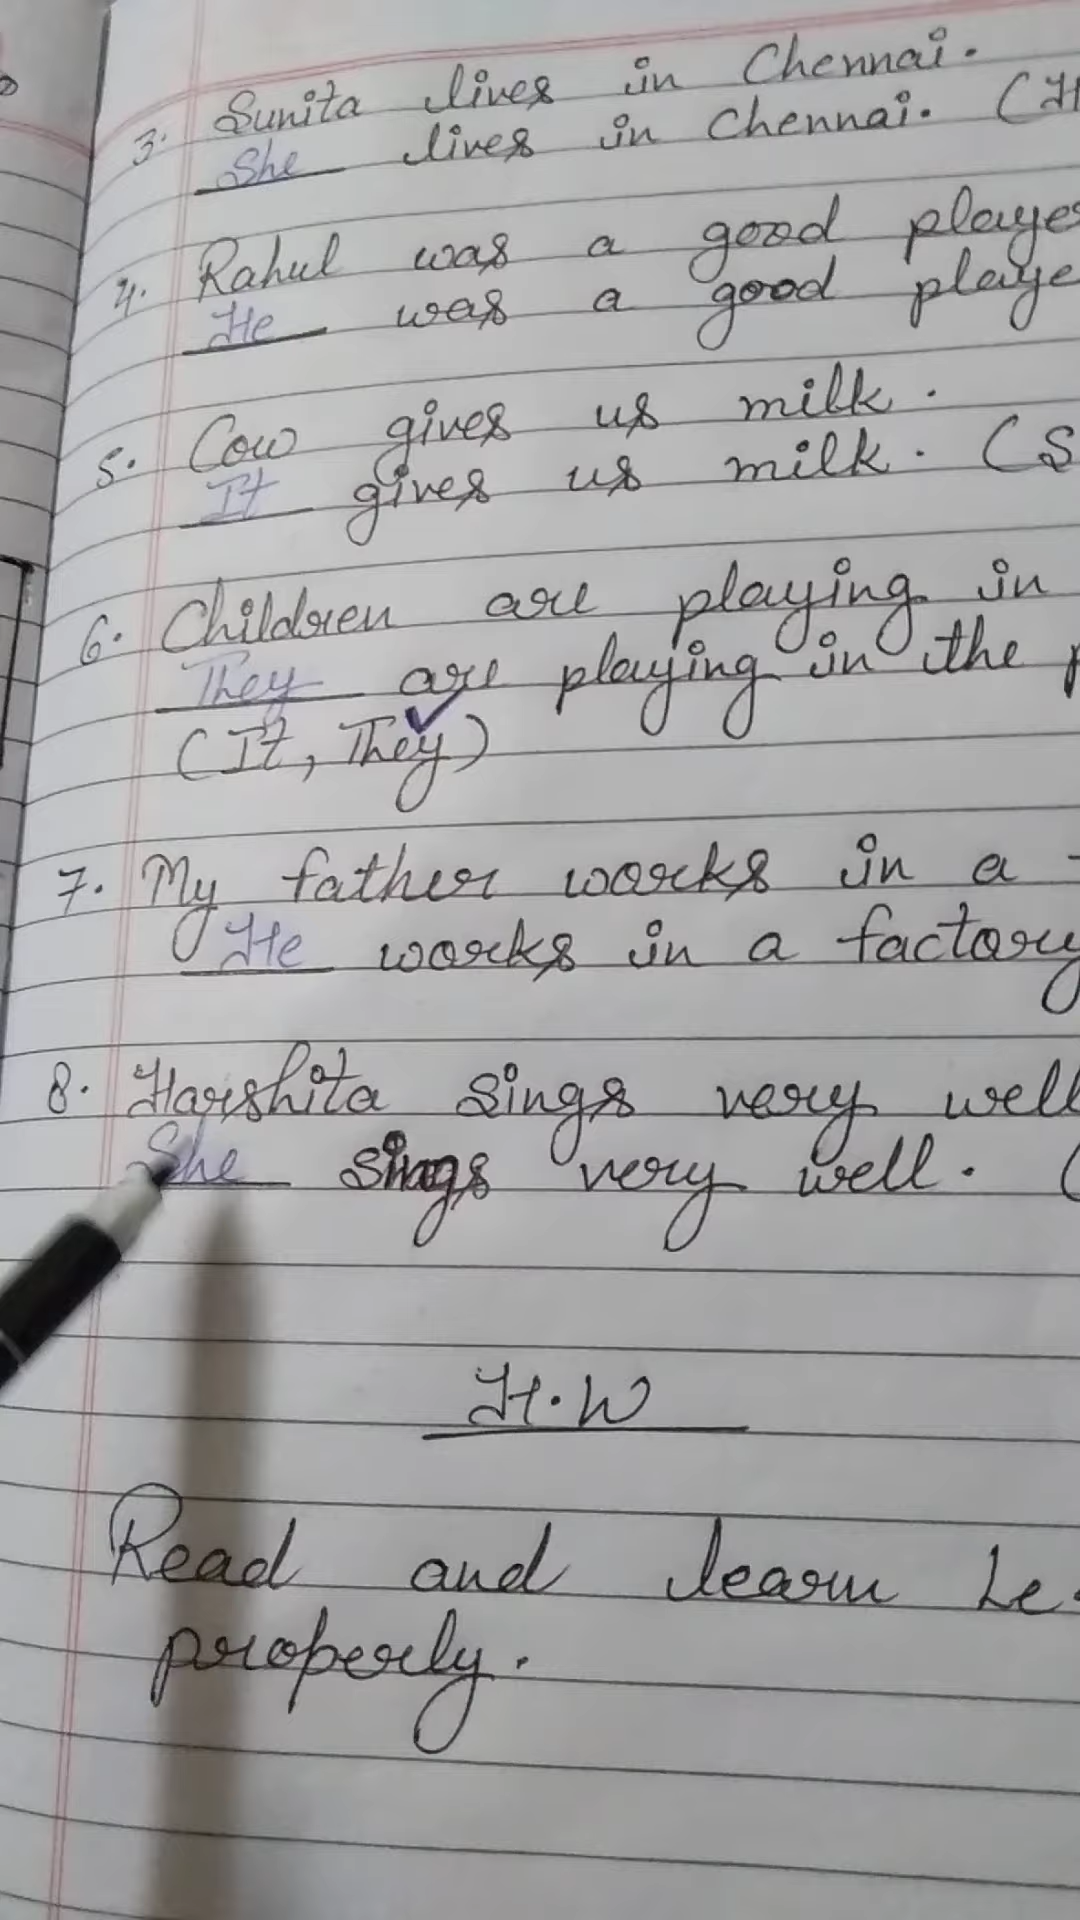 3. Sunita lives in Chennai.
She lives in Chennai. (H
4. Rahul was a good playe
He was a good playe
5. Cow gives us milk.
It gives us milk. (S
6. Children are playing in
They are playing in the p
(It, They)
7. My father works in a
He works in a factory
8. Harshita sings very well
She sings very well. (
H.W
Read and learn Le
properly.